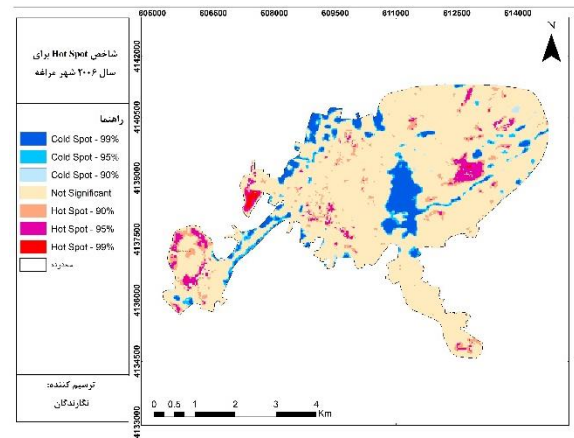 605000 606500 608000 609500 611000 612500 614000
شاخص Hot Spot برای
سال ۲۰۰۶ شهر مراغه
راهنما
Cold Spot - 99%
Cold Spot - 95%
Cold Spot - 90%
Not Significant
Hot Spot - 90%
Hot Spot - 95%
Hot Spot - 99%
محدوده
ترسیم کننده:
نگارندگان
4142000
4140500
4139000
4137500
4136000
4134500
4133000
N
0 0.5 1 2 3 4
Km